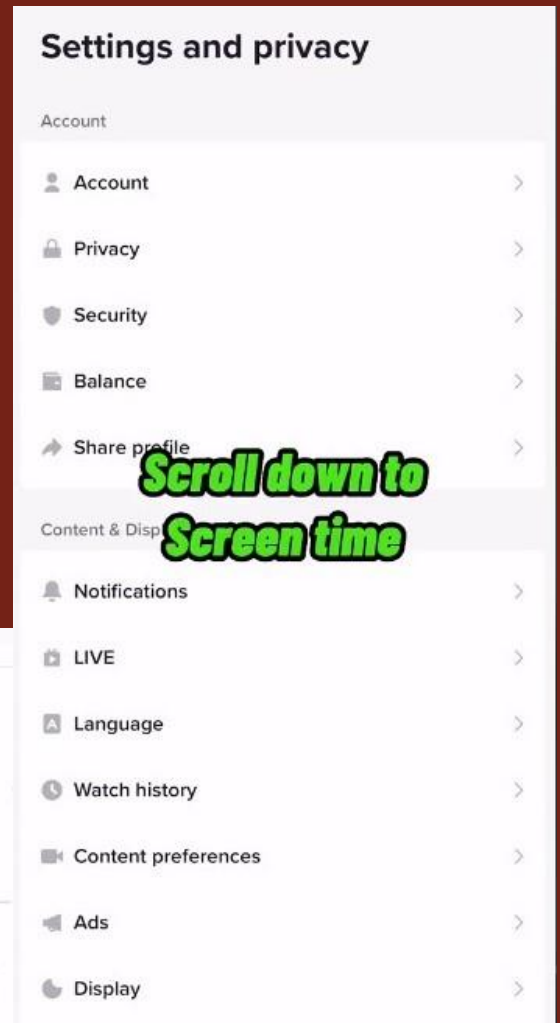 Settings and privacy
Account
Account
Privacy
Security
Balance
Share profile
Scroll down to
Content & Disp
Screen time
Notifications
LIVE
Language
Watch history
Content preferences
Ads
Display